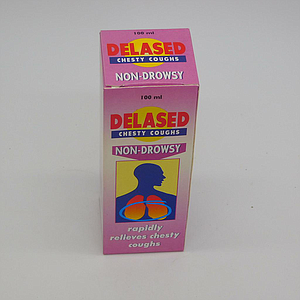 100 ml
DELASED
CHESTY COUGHS
NON-DROWSY
100 ml
DELASED
CHESTY COUGHS
NON-DROWSY
rapidly
relieves chesty
coughs